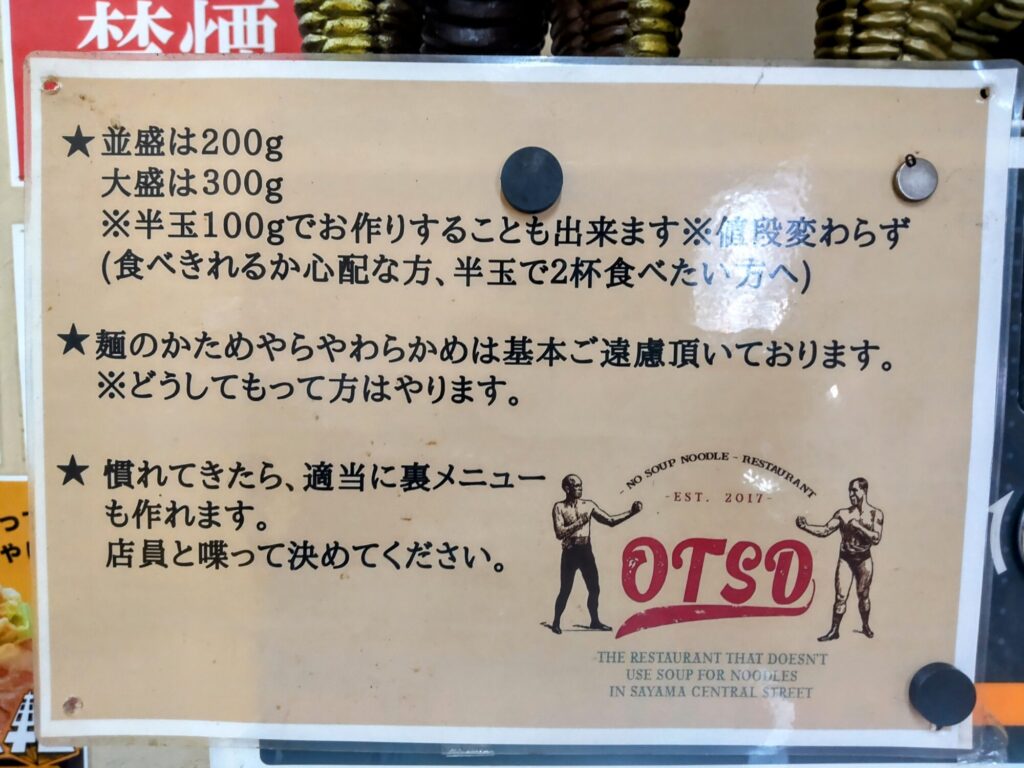 禁煙
★並盛は200g
大盛は300g
※半玉100gでお作りすることも出来ます※値段変わらず
(食べきれるか心配な方、半玉で2杯食べたい方へ)
★麺のかためやらやわらかめは基本ご遠慮頂いております。
※どうしてもって方はやります。
★慣れてきたら、適当に裏メニュー
も作れます。
店員と喋って決めてください。
- NO SOUP NOODLE - RESTAURANT
-EST. 2017-
OTSD
THE RESTAURANT THAT DOESN'T
USE SOUP FOR NOODLES
IN SAYAMA CENTRAL STREET